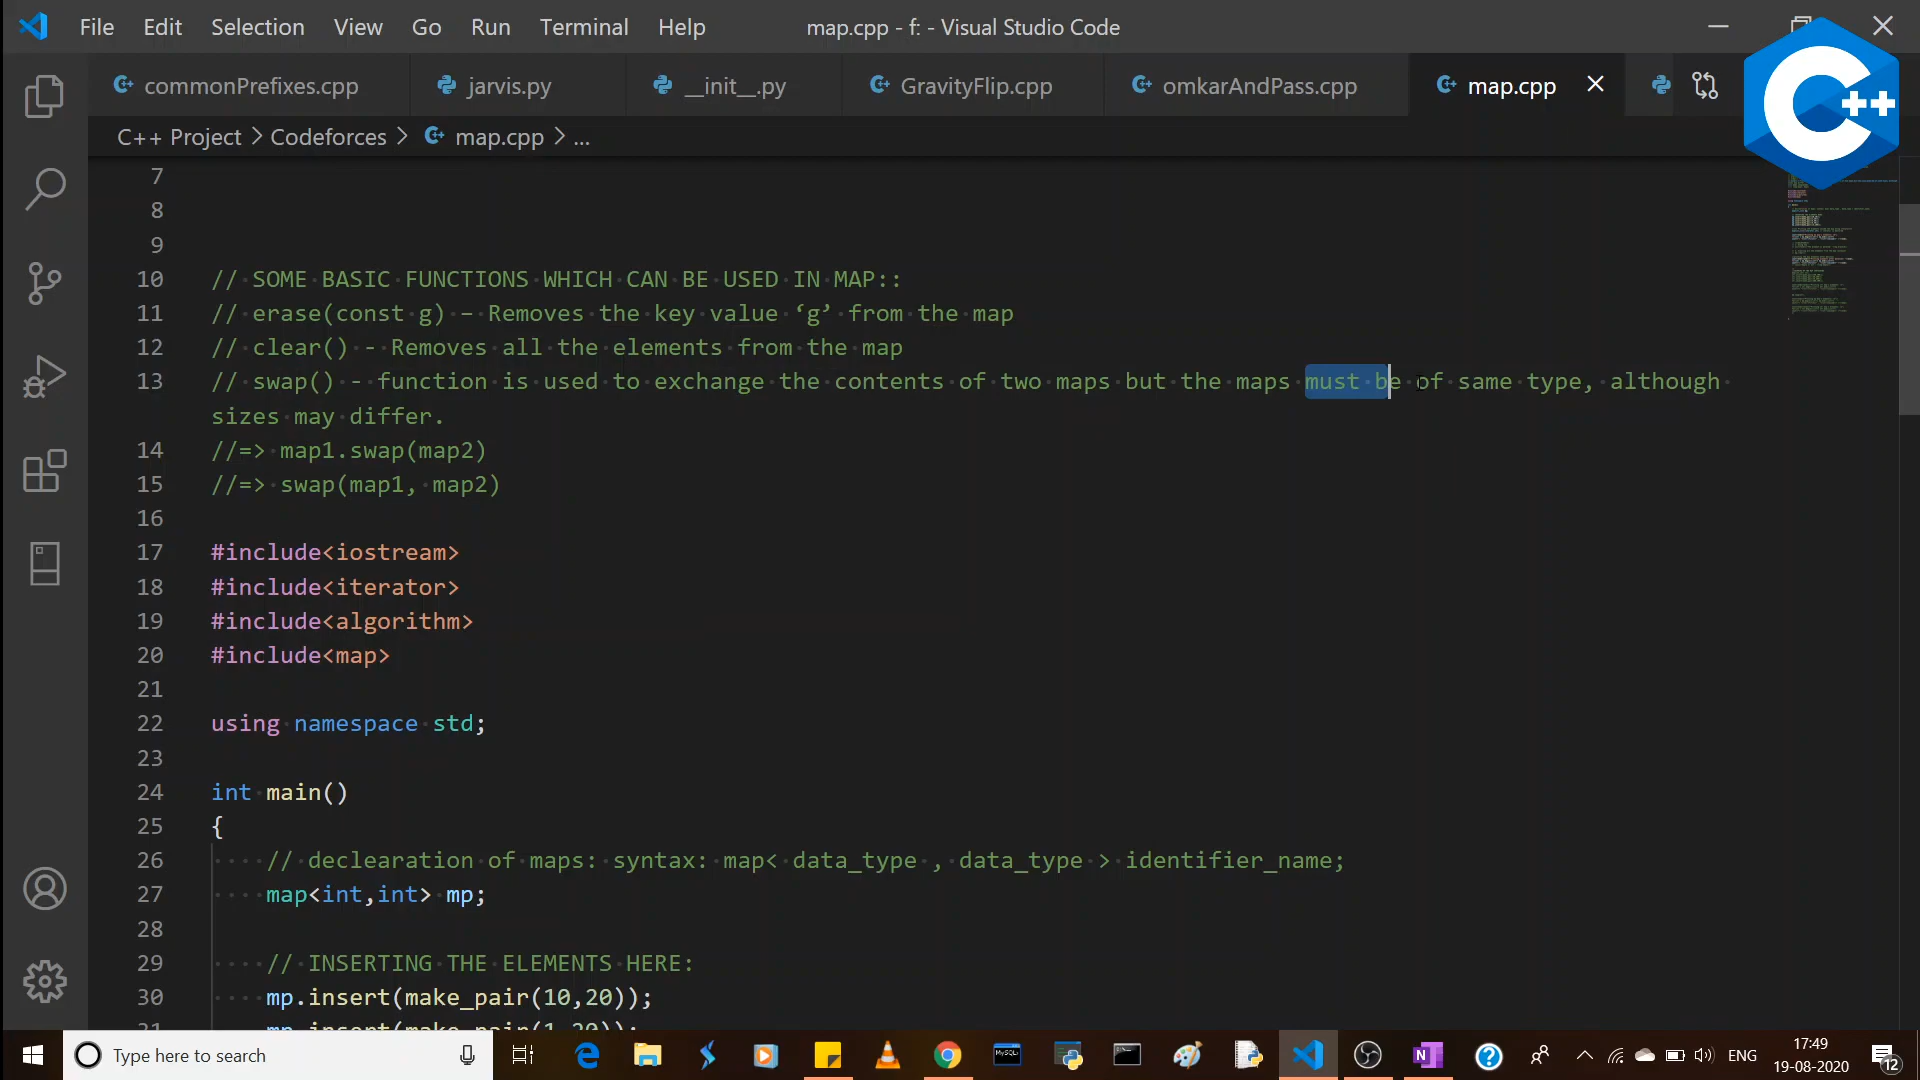 File Edit Selection View Go Run Terminal Help map.cpp - f: - Visual Studio Code
commonPrefixes.cpp jarvis.py __init__.py GravityFlip.cpp omkarAndPass.cpp map.cpp
C++
C++ Project > Codeforces > map.cpp > ...
7
8
9
10 // SOME BASIC FUNCTIONS WHICH CAN BE USED IN MAP::
11 // erase(const g) – Removes the key value ‘g’ from the map
12 // clear() - Removes all the elements from the map
13 // swap() - function is used to exchange the contents of two maps but the maps must be of same type, although
sizes may differ.
14 //=> map1.swap(map2)
15 //=> swap(map1, map2)
16
17 #include<iostream>
18 #include<iterator>
19 #include<algorithm>
20 #include<map>
21
22 using namespace std;
23
24 int main()
25 {
26 // declearation of maps: syntax: map< data_type , data_type > identifier_name;
27 map<int,int> mp;
28
29 // INSERTING THE ELEMENTS HERE:
30 mp.insert(make_pair(10,20));
31 mp.insert(make_pair(1,20));
Type here to search ENG 17:49
19-08-2020 12